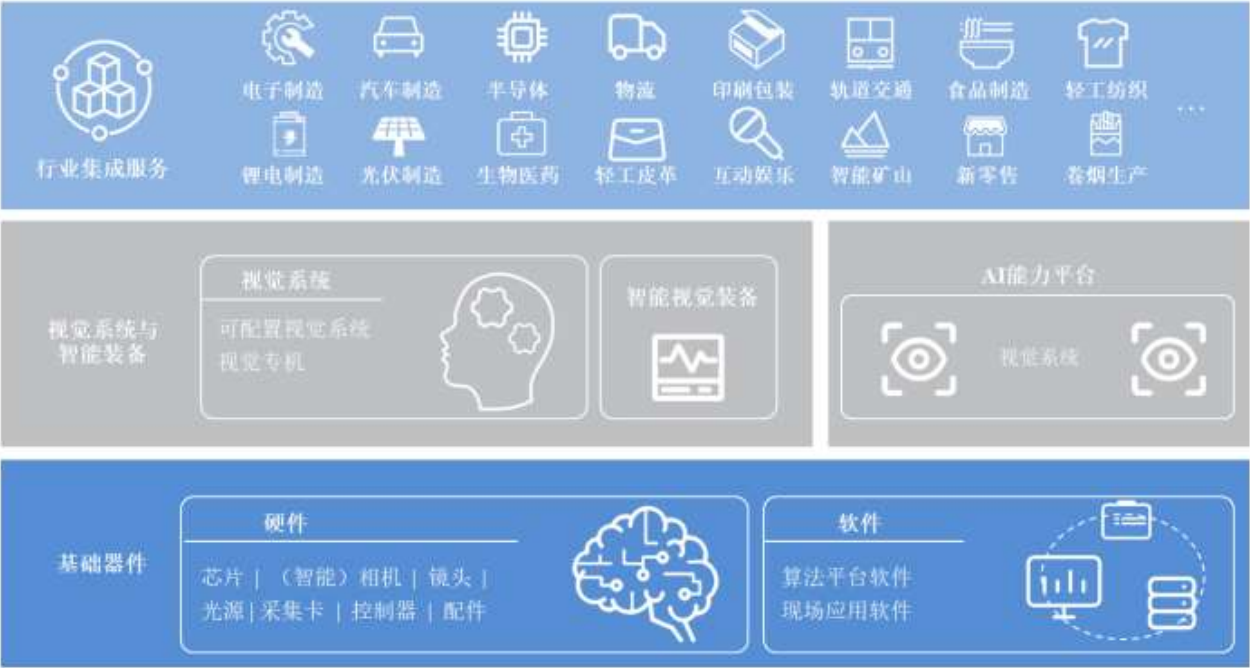 行业集成服务
电子制造 汽车制造 半导体 物流 印刷包装 轨道交通 食品制造 轻工纺织
...
锂电制造 光伏制造 生物医药 轻工皮革 互动娱乐 智能矿山 新零售 卷烟生产
视觉系统与
智能装备
视觉系统
可配置视觉系统
视觉专机
智能视觉装备
AI能力平台
视觉系统
基础器件
硬件
芯片 | （智能）相机 | 镜头 |
光源 | 采集卡 | 控制器 | 配件
软件
算法平台软件
现场应用软件